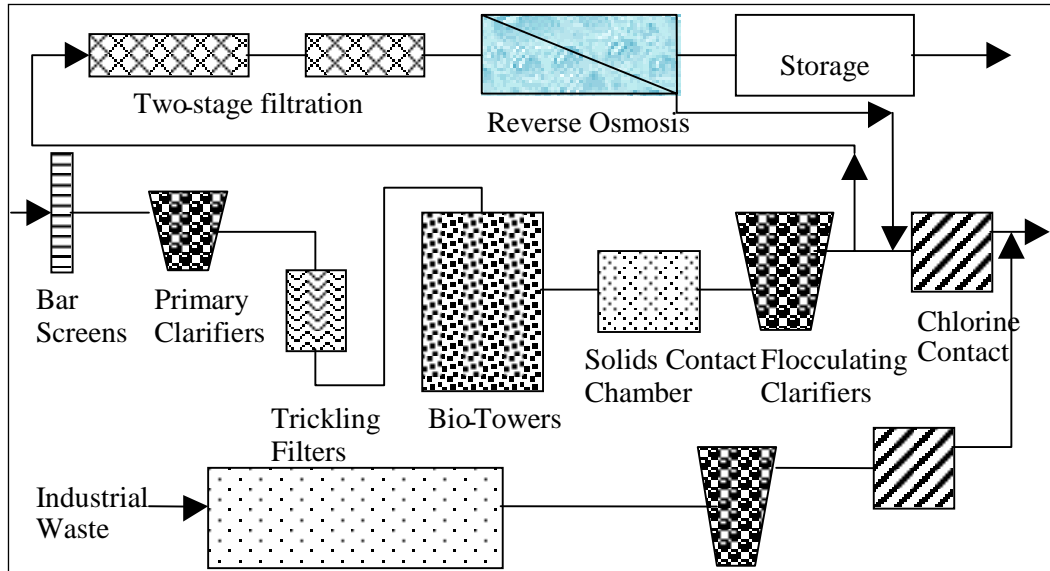 Storage
Two-stage filtration
Reverse Osmosis
Bar
Screens
Primary
Clarifiers
Trickling
Filters
Bio-Towers
Solids Contact
Chamber
Flocculating
Clarifiers
Chlorine
Contact
Industrial
Waste